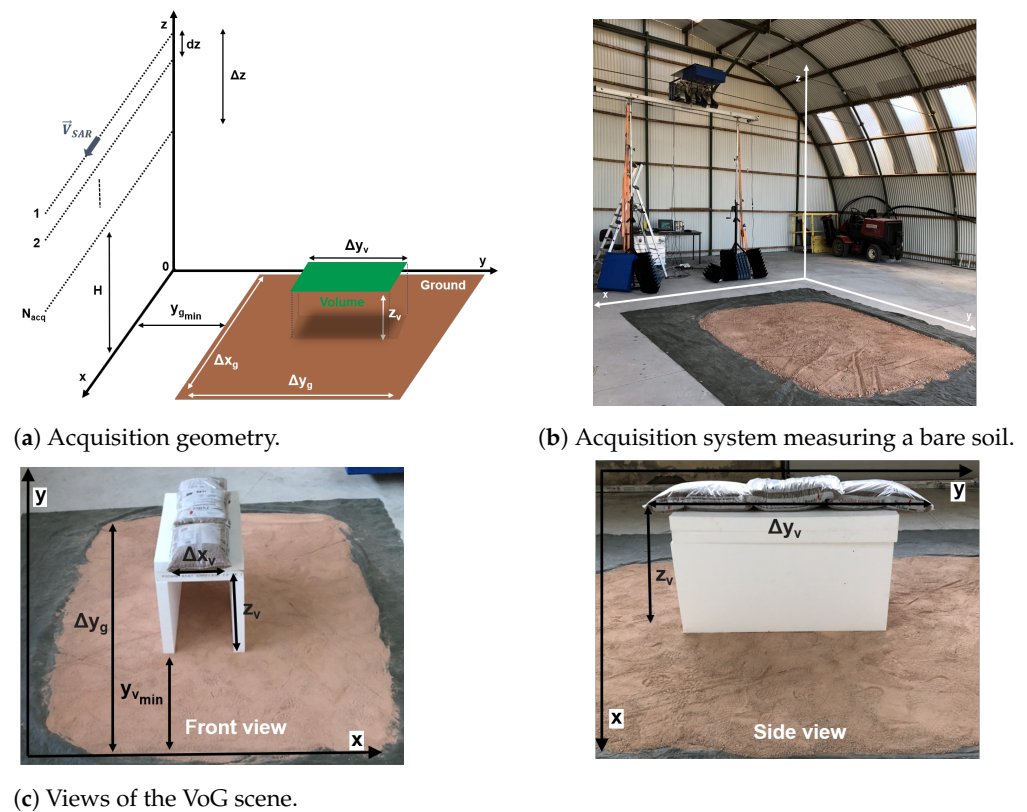 z
dz
Δz
V⃗SAR
1
2
Nacq
H
0
y
x
ygmin
Δyv
Ground
Volume
zv
Δxg
Δyg
(a) Acquisition geometry.
z
x
y
(b) Acquisition system measuring a bare soil.
y
Δxv
zv
Δyg
yvmin
Front view
x
y
Δyv
zv
x
Side view
(c) Views of the VoG scene.